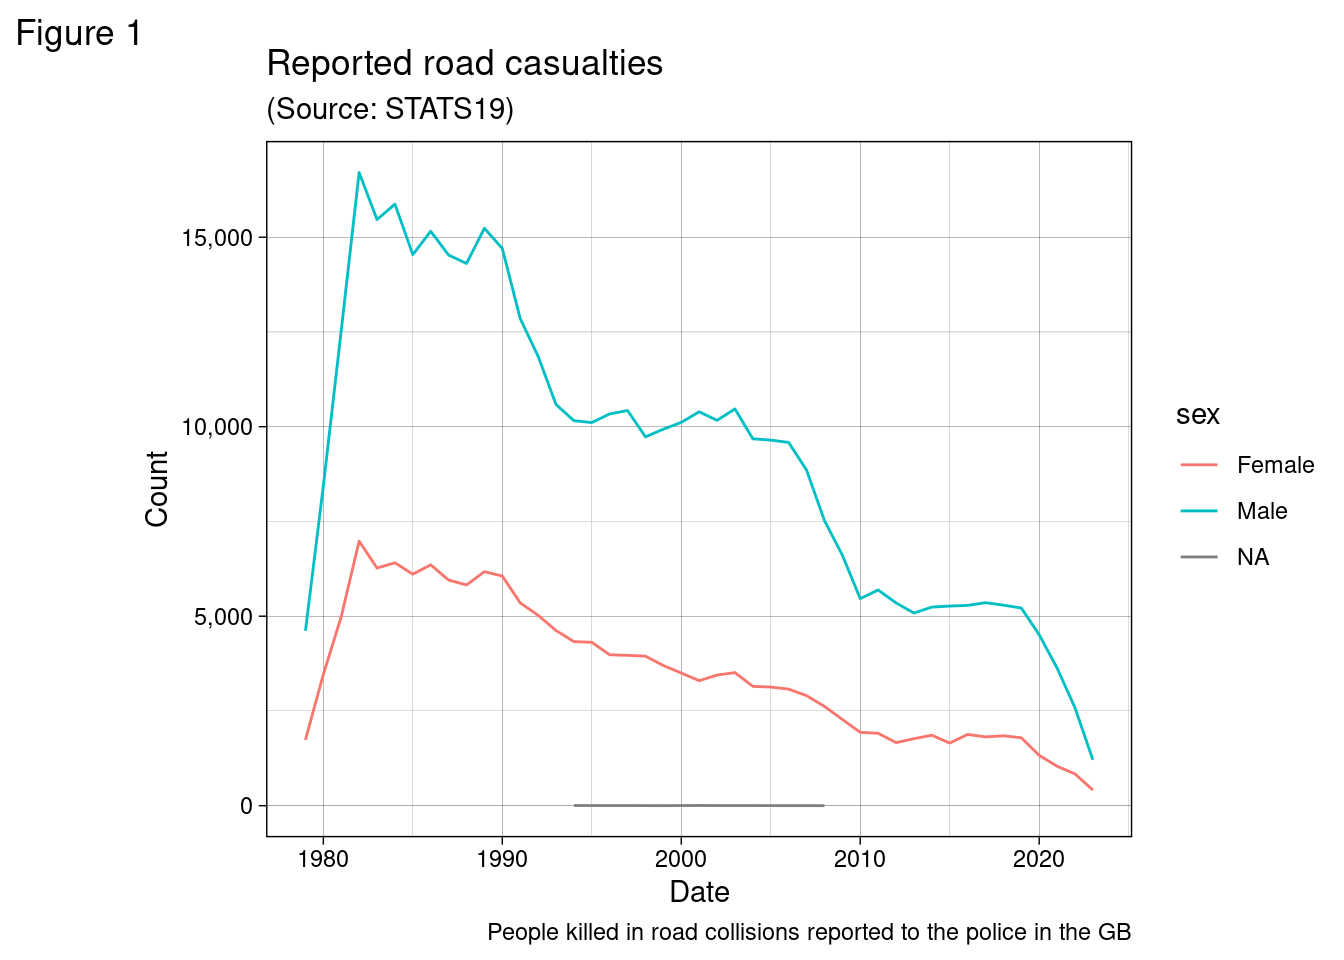 Figure 1
Reported road casualties
(Source: STATS19)
15,000
10,000
5,000
0
Count
1980 1990 2000 2010 2020
Date
sex
Female
Male
NA
People killed in road collisions reported to the police in the GB